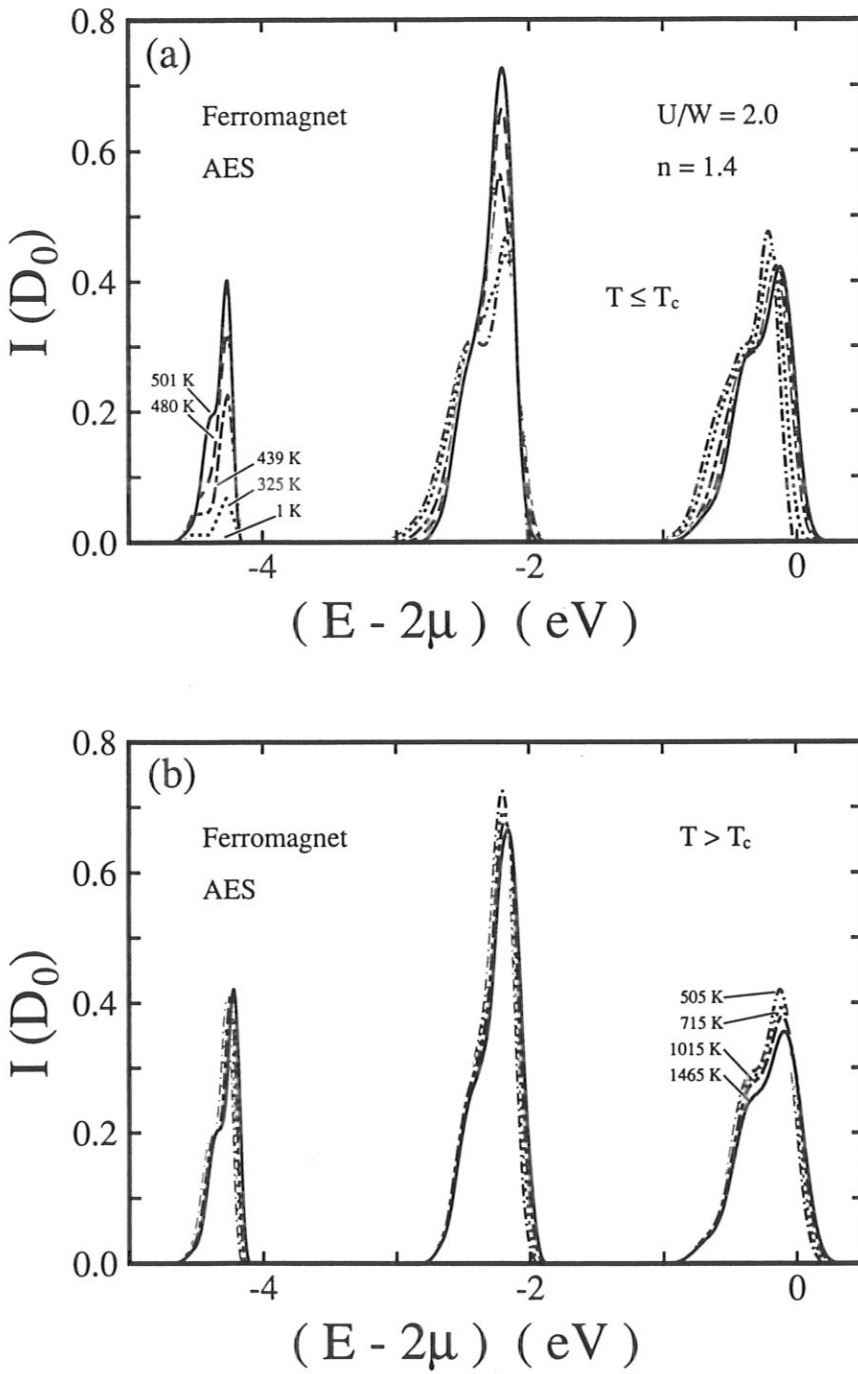 (a)
Ferromagnet
AES
U/W = 2.0
n = 1.4
T ≤ Tc
501 K
480 K
439 K
325 K
1 K
I (D0)
0.8
0.6
0.4
0.2
0.0
-4 -2 0
( E - 2μ ) ( eV )
(b)
Ferromagnet
AES
T > Tc
505 K
715 K
1015 K
1465 K
I (D0)
0.8
0.6
0.4
0.2
0.0
-4 -2 0
( E - 2μ ) ( eV )